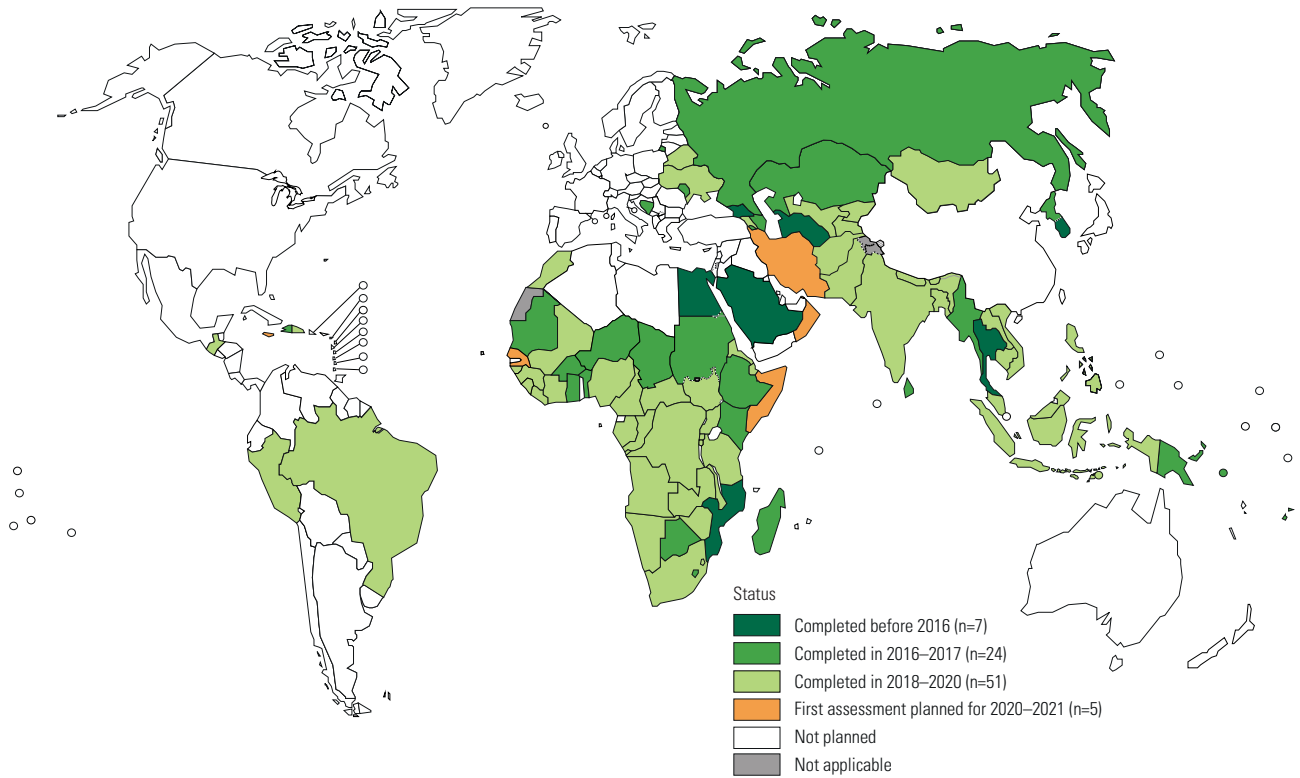 Status
Completed before 2016 (n=7)
Completed in 2016–2017 (n=24)
Completed in 2018–2020 (n=51)
First assessment planned for 2020–2021 (n=5)
Not planned
Not applicable